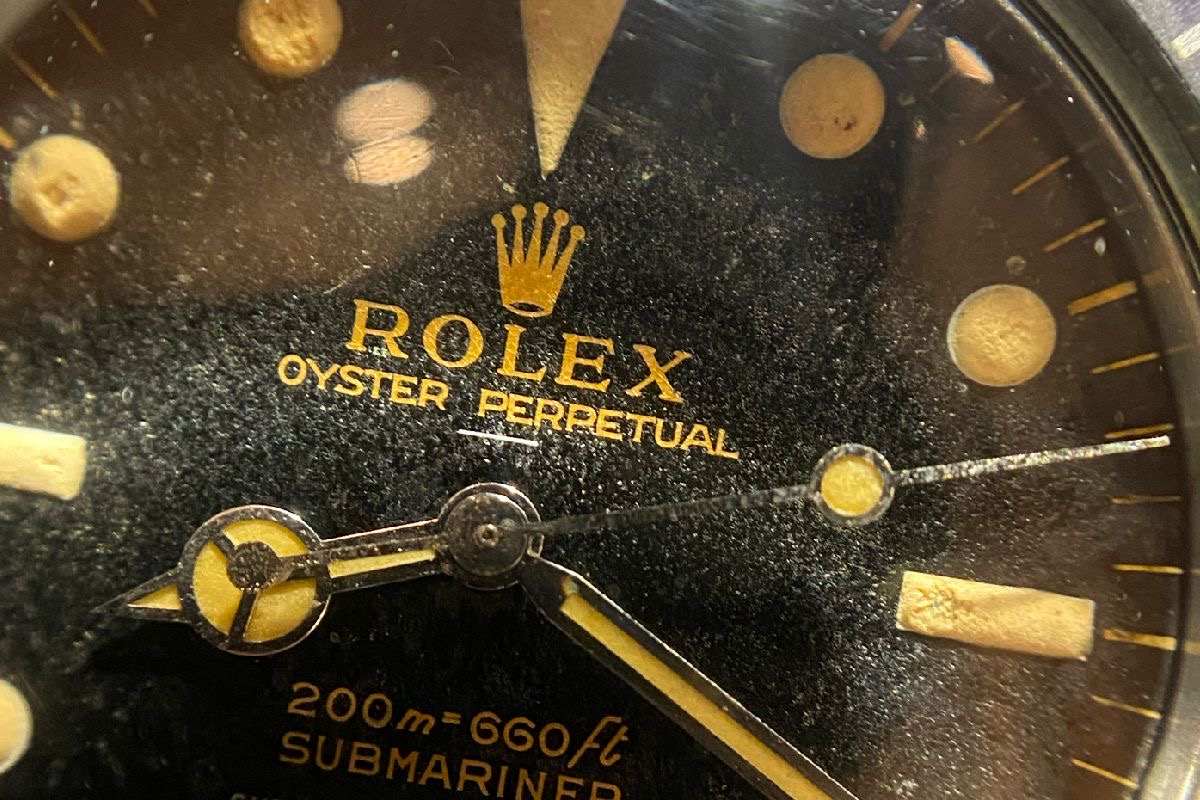 ROLEX
OYSTER PERPETUAL
200m=660ft
SUBMARINER